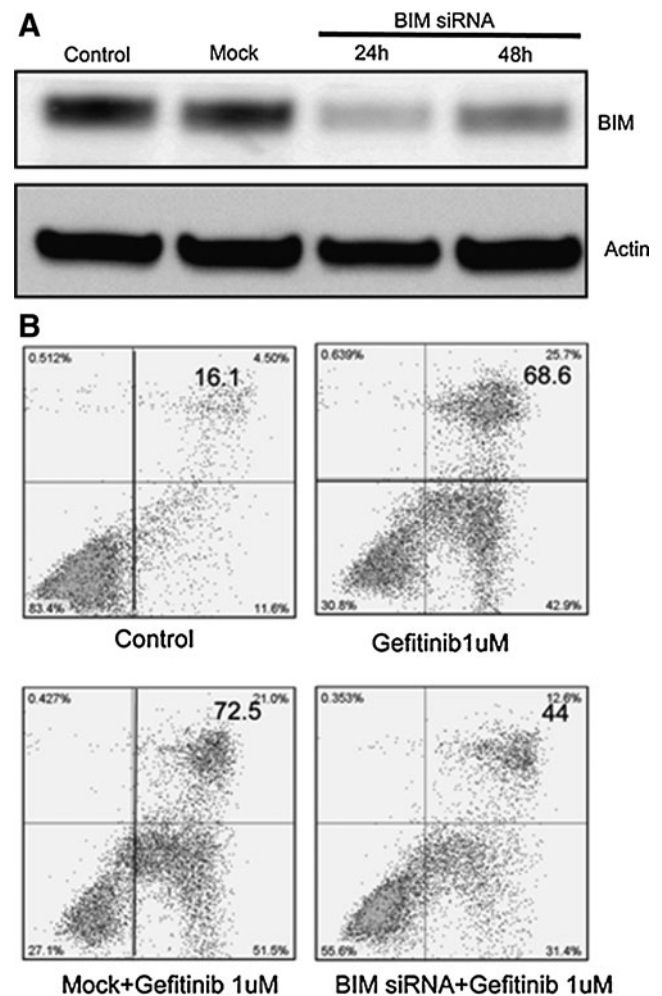 A
BIM siRNA
Control Mock 24h 48h
BIM
Actin
B
0.512% 4.50% 0.639% 25.7%
16.1 68.6
83.4% 11.6% 30.8% 42.9%
Control Gefitinib1uM
0.427% 21.0% 0.353% 12.6%
72.5 44
27.1% 51.5% 55.6% 31.4%
Mock+Gefitinib 1uM BIM siRNA+Gefitinib 1uM